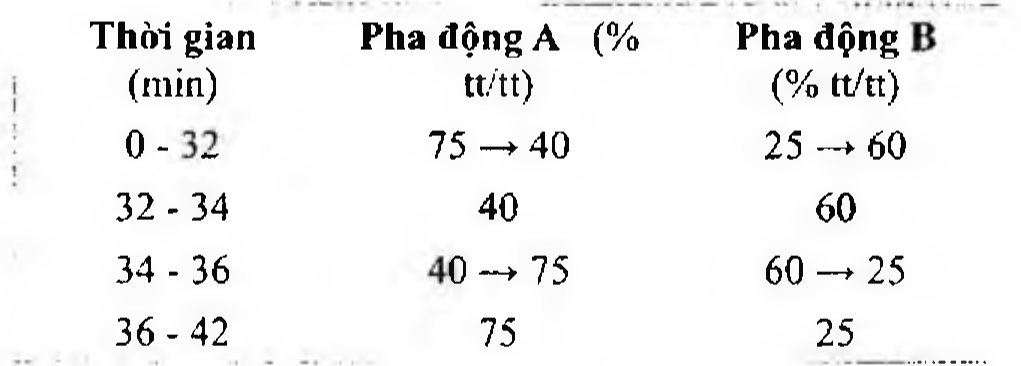 Thời gian Pha động A (% Pha động B
(min) tt/tt) (% tt/tt)
0 - 32 75 → 40 25 → 60
32 - 34 40 60
34 - 36 40 → 75 60 → 25
36 - 42 75 25